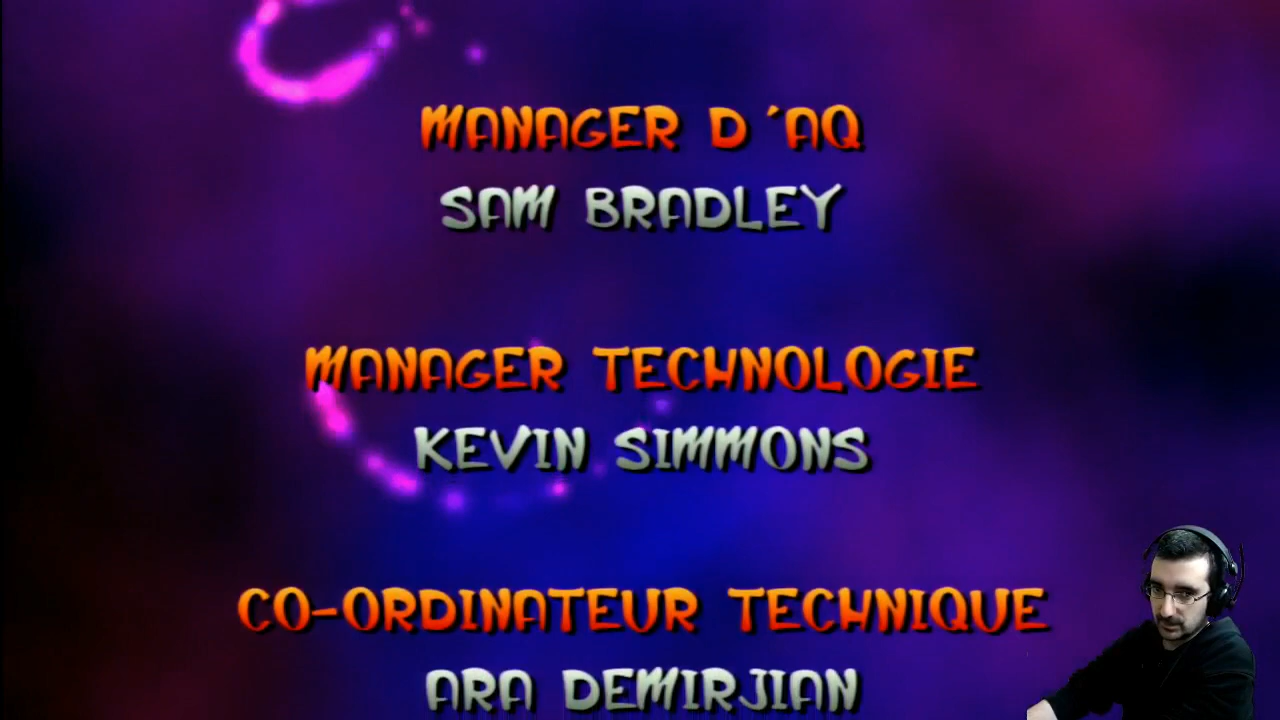 MANAGER D'AQ
SAM BRADLEY
MANAGER TECHNOLOGIE
KEVIN SIMMONS
CO-ORDINATEUR TECHNIQUE
ARA DEMIRJIAN